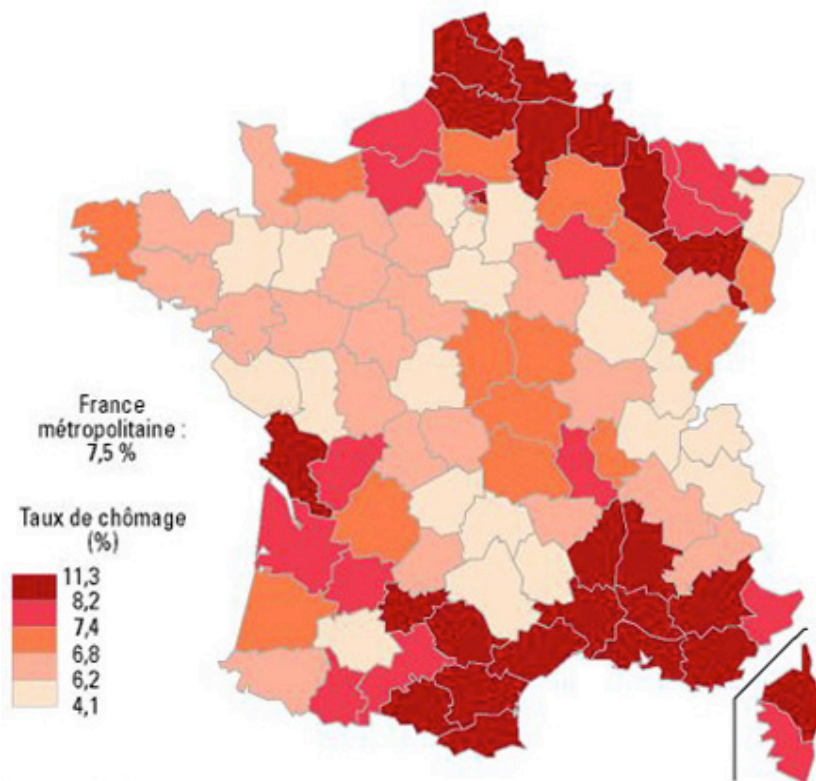 France
métropolitaine :
7,5 %
Taux de chômage
(%)
11,3
8,2
7,4
6,8
6,2
4,1